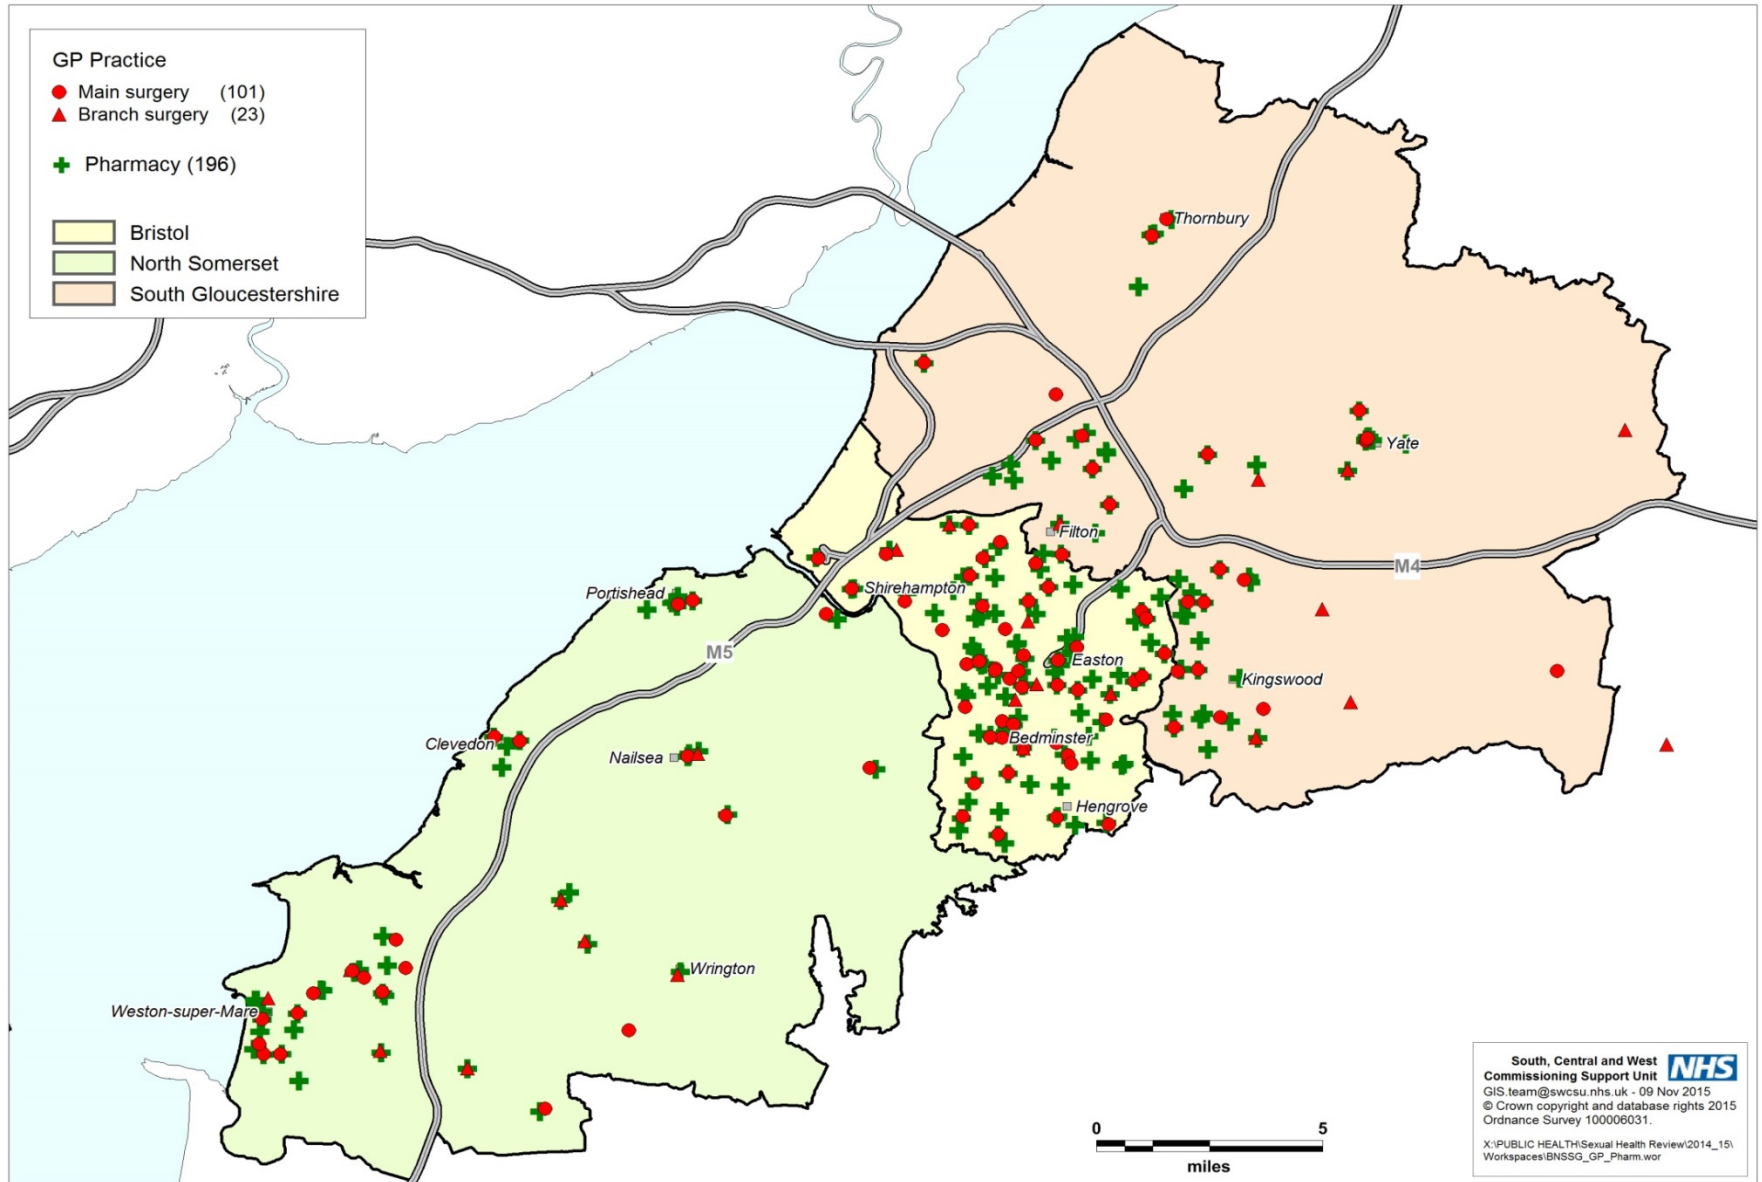 GP Practice
Main surgery (101)
Branch surgery (23)
Pharmacy (196)
Bristol
North Somerset
South Gloucestershire
Thornbury
Yate
Filton
M4
Portishead
Shirehampton
M5
Easton
Kingswood
Clevedon
Nailsea
Bedminster
Hengrove
Wrington
Weston-super-Mare
0 5
miles
South, Central and West
Commissioning Support Unit
NHS
GIS.team@swcsu.nhs.uk - 09 Nov 2015
© Crown copyright and database rights 2015
Ordnance Survey 100006031.
X:\PUBLIC HEALTH\Sexual Health Review\2014_15\
Workspaces\BNSSG_GP_Pharm.wor